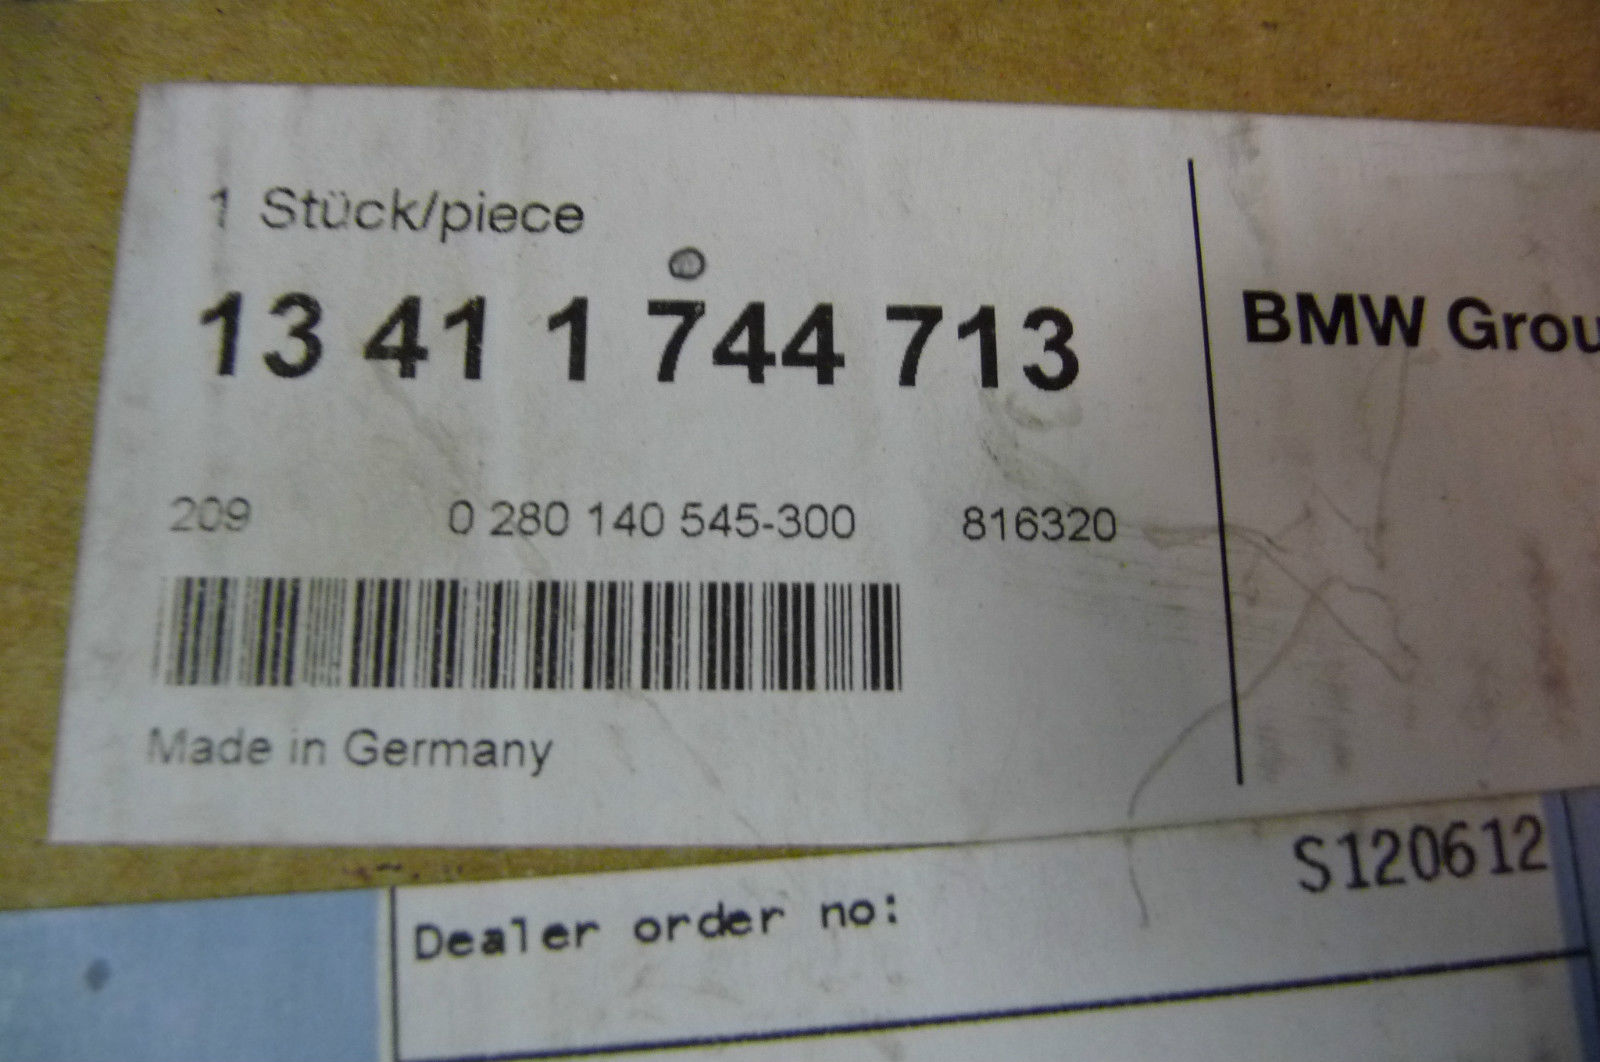 1 Stück/piece
13 41 1 744 713
BMW Grou
209 0 280 140 545-300 816320
Made in Germany
Dealer order no: S120612